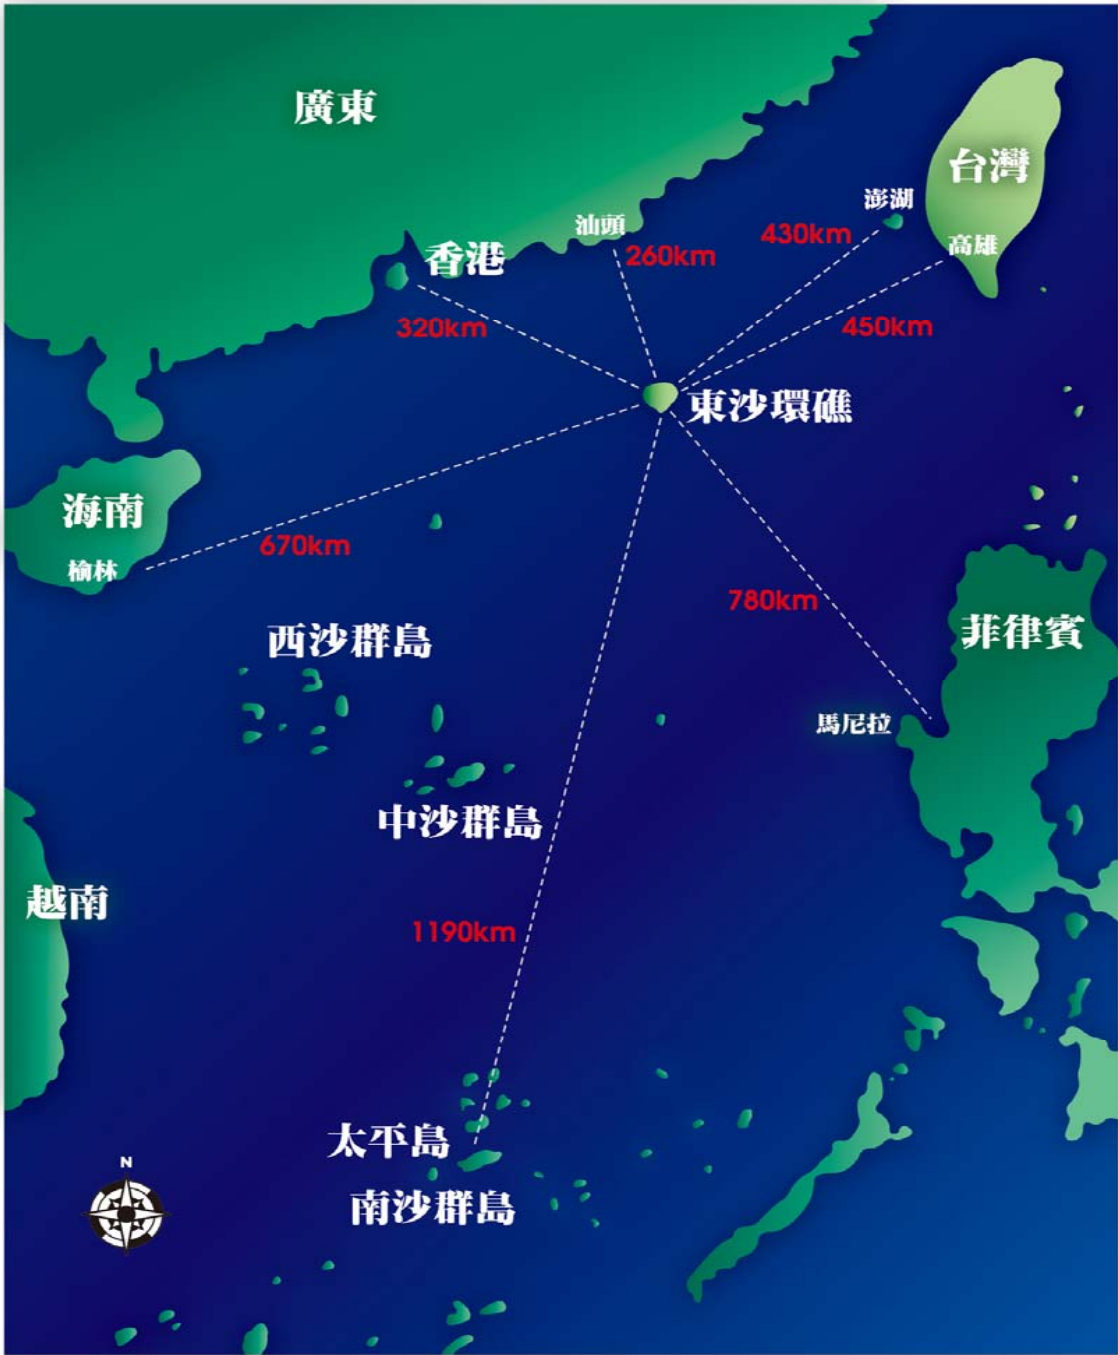 廣東
台灣
澎湖
汕頭
430km
高雄
香港
260km
320km
450km
東沙環礁
海南
670km
榆林
780km
西沙群島
菲律賓
馬尼拉
中沙群島
越南
1190km
太平島
N
南沙群島